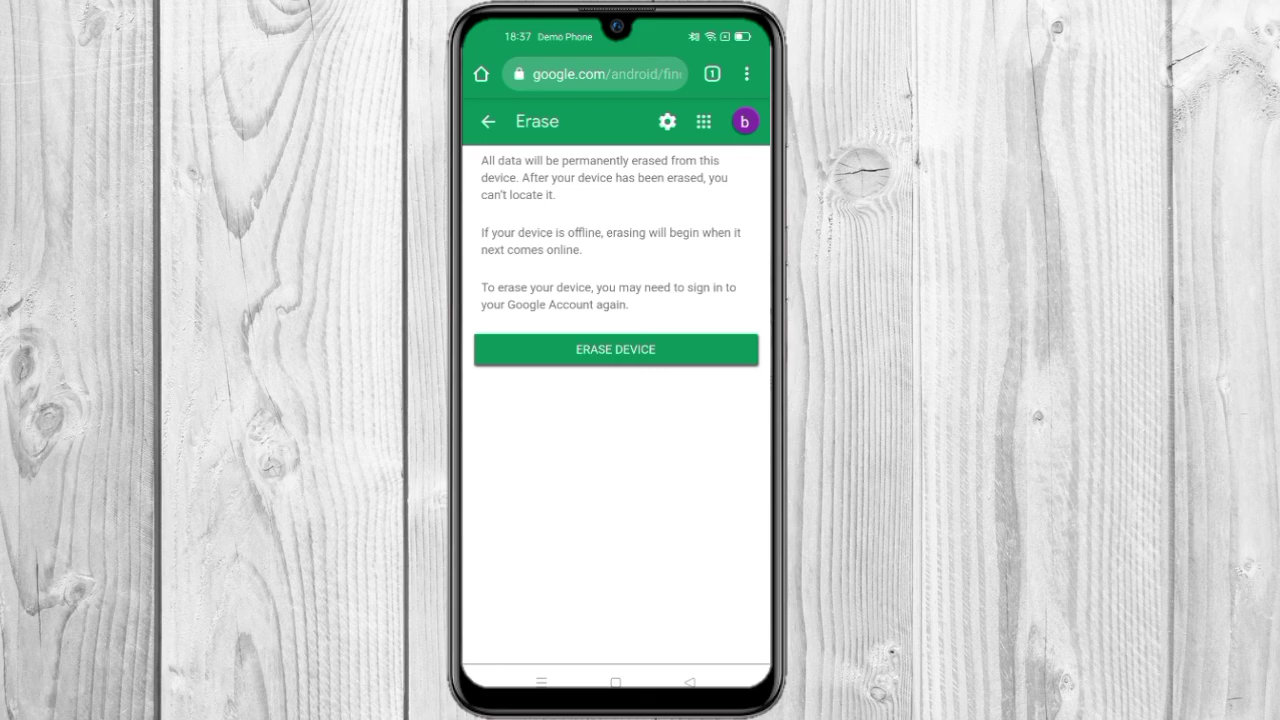 18:37 Demo Phone
google.com/android/fin
1
Erase
b
All data will be permanently erased from this
device. After your device has been erased, you
can't locate it.
If your device is offline, erasing will begin when it
next comes online.
To erase your device, you may need to sign in to
your Google Account again.
ERASE DEVICE